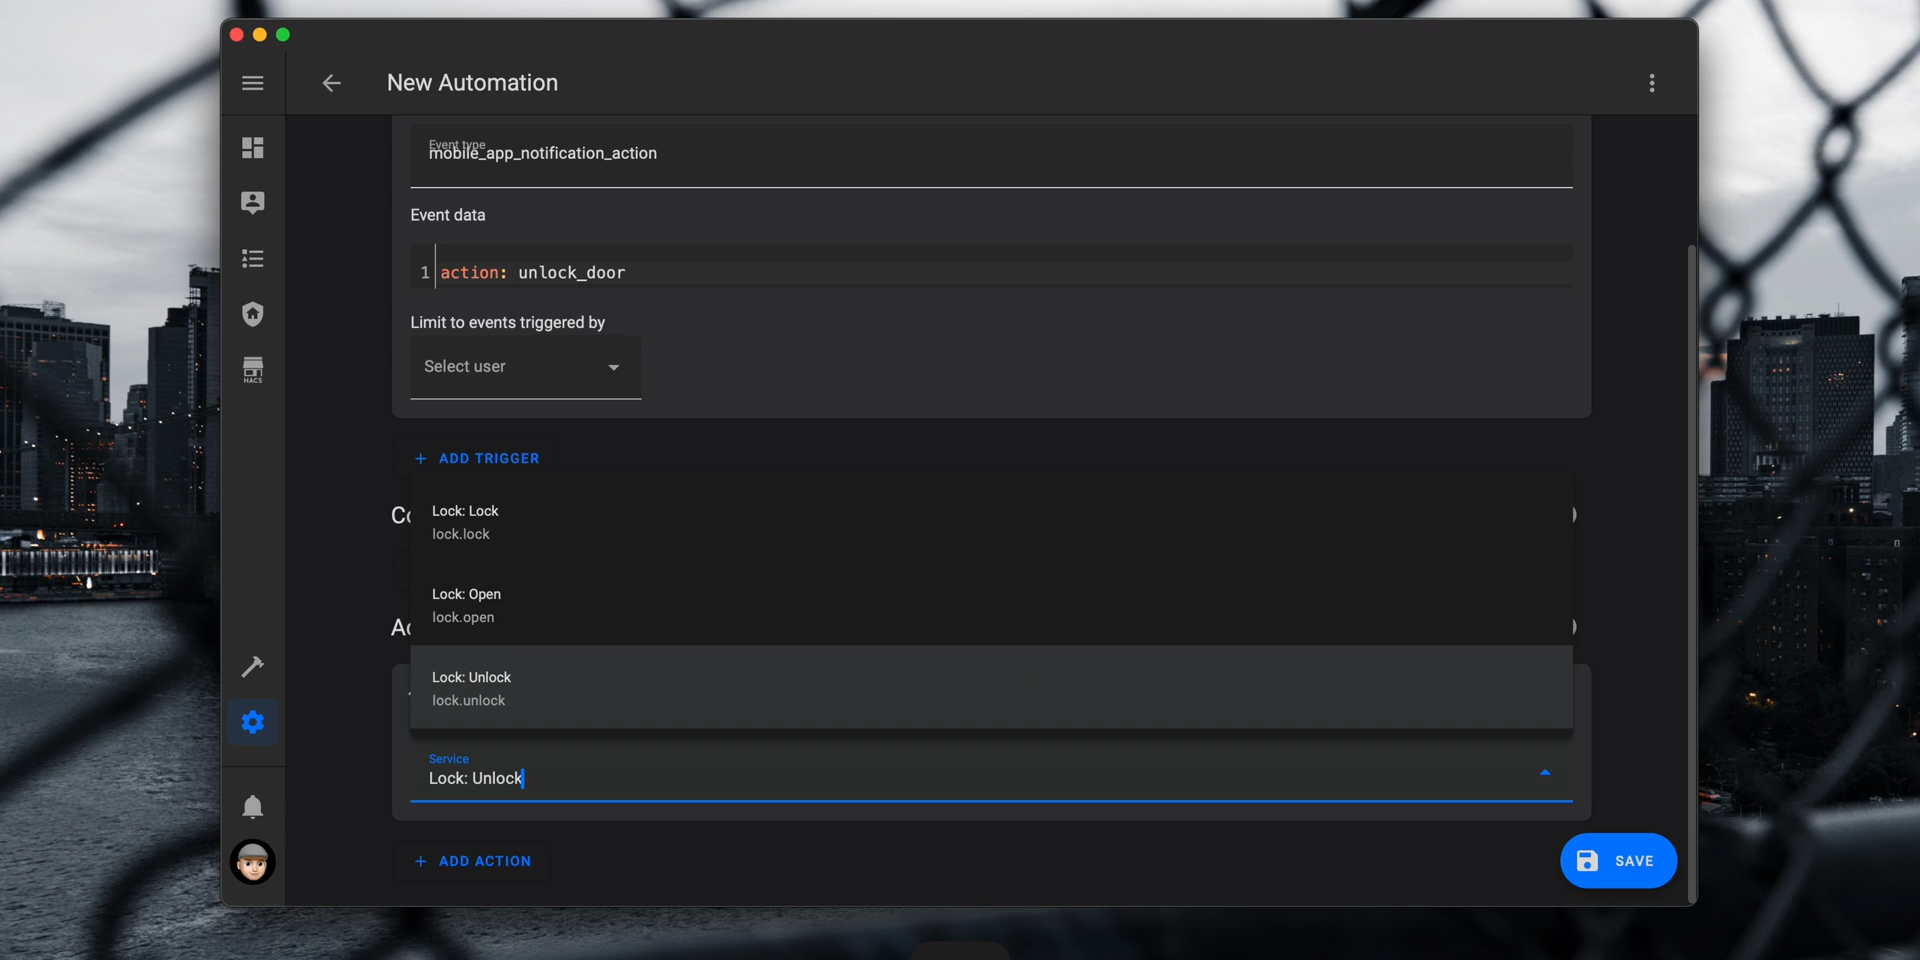 New Automation
Event type
mobile_app_notification_action
Event data
1 action: unlock_door
Limit to events triggered by
Select user
HACS
+ ADD TRIGGER
Co
Lock: Lock
lock.lock
Lock: Open
lock.open
Ac
Lock: Unlock
lock.unlock
Service
Lock: Unlock
+ ADD ACTION
SAVE